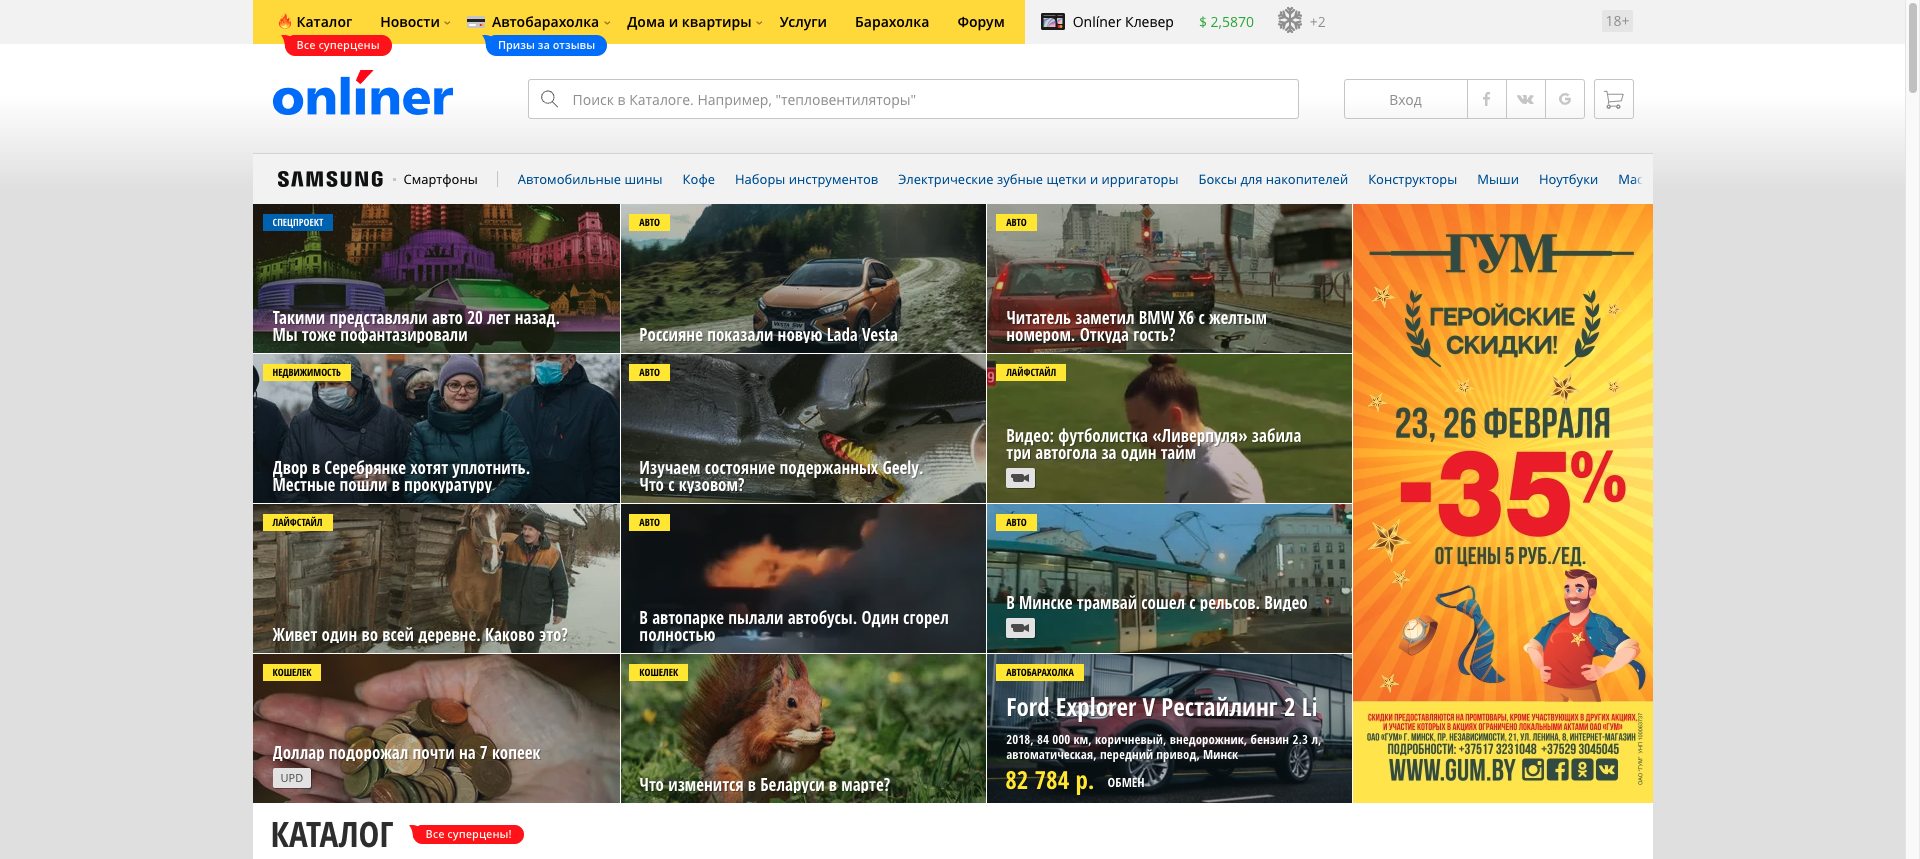 Каталог
Новости
Автобарахолка
Дома и квартиры
Услуги
Барахолка
Форум
Onlíner Клевер
$ 2,5870
+2
18+
Все суперцены
Призы за отзывы
onlíner
Поиск в Каталоге. Например, "тепловентиляторы"
Вход
SAMSUNG
Смартфоны
Автомобильные шины
Кофе
Наборы инструментов
Электрические зубные щетки и ирригаторы
Боксы для накопителей
Конструкторы
Мыши
Ноутбуки
Мас
СПЕЦПРОЕКТ
Такими представляли авто 20 лет назад.
Мы тоже пофантазировали
АВТО
Россияне показали новую Lada Vesta
АВТО
Читатель заметил BMW X6 с желтым
номером. Откуда гость?
НЕДВИЖИМОСТЬ
Двор в Серебрянке хотят уплотнить.
Местные пошли в прокуратуру
АВТО
Изучаем состояние подержанных Geely.
Что с кузовом?
ЛАЙФСТАЙЛ
Видео: футболистка «Ливерпуля» забила
три автогола за один тайм
ЛАЙФСТАЙЛ
Живет один во всей деревне. Каково это?
АВТО
В автопарке пылали автобусы. Один сгорел
полностью
АВТО
В Минске трамвай сошел с рельсов. Видео
КОШЕЛЕК
Доллар подорожал почти на 7 копеек
UPD
КОШЕЛЕК
Что изменится в Беларуси в марте?
АВТОБАРАХОЛКА
Ford Explorer V Рестайлинг 2 Li
2018, 84 000 км, коричневый, внедорожник, бензин 2.3 л,
автоматическая, передний привод, Минск
82 784 р.
ОБМЕН
ГУМ
ГЕРОЙСКИЕ
СКИДКИ!
23, 26 ФЕВРАЛЯ
-35%
ОТ ЦЕНЫ 5 РУБ./ЕД.
СКИДКИ ПРЕДОСТАВЛЯЮТСЯ НА ПРОМТОВАРЫ, КРОМЕ УЧАСТВУЮЩИХ В ДРУГИХ АКЦИЯХ,
И УЧАСТИЕ КОТОРЫХ В АКЦИЯХ ОГРАНИЧЕНО ЛОКАЛЬНЫМИ АКТАМИ ОАО «ГУМ»
ОАО «ГУМ» Г. МИНСК, ПР. НЕЗАВИСИМОСТИ, 21, УЛ. ЛЕНИНА, 8, ИНТЕРНЕТ-МАГАЗИН
ПОДРОБНОСТИ: +37517 3231048 +37529 3045045
WWW.GUM.BY
КАТАЛОГ
Все суперцены!